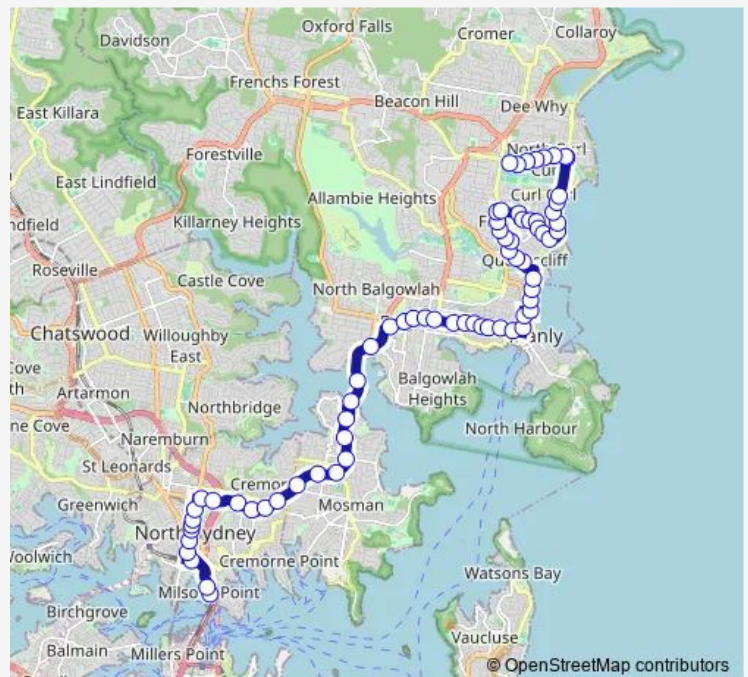 Oxford Falls
Davidson
Cromer
Collaroy
Frenchs Forest
Beacon Hill
Dee Why
East Killara
Forestville
East Lindfield
Allambie Heights
Killarney Heights
Roseville
Castle Cove
North Balgowlah
Chatswood
Willoughby
East
Artarmon
Balgowlah
Heights
Northbridge
North Harbour
Naremburn
St Leonards
Greenwich
Mosman
Cremorne Point
Watsons Bay
Birchgrove
Vaucluse
Balmain
Millers Point
© OpenStreetMap contributors